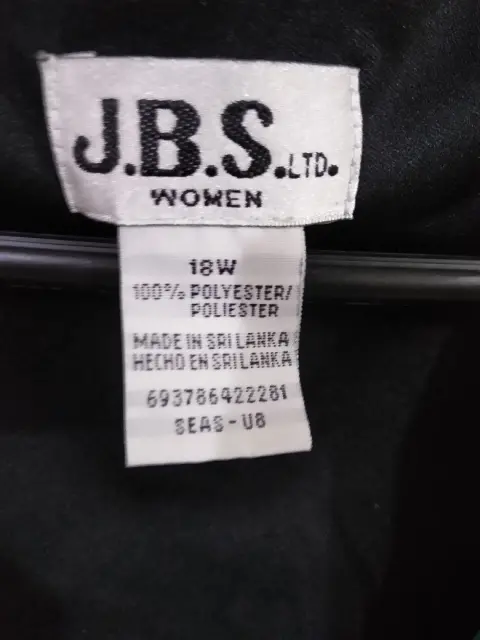 J.B.S.LTD.
WOMEN
18W
100% POLYESTER/
POLIESTER
MADE IN SRI LANKA
HECHO EN SRI LANKA
693786422281
SEAS-U8